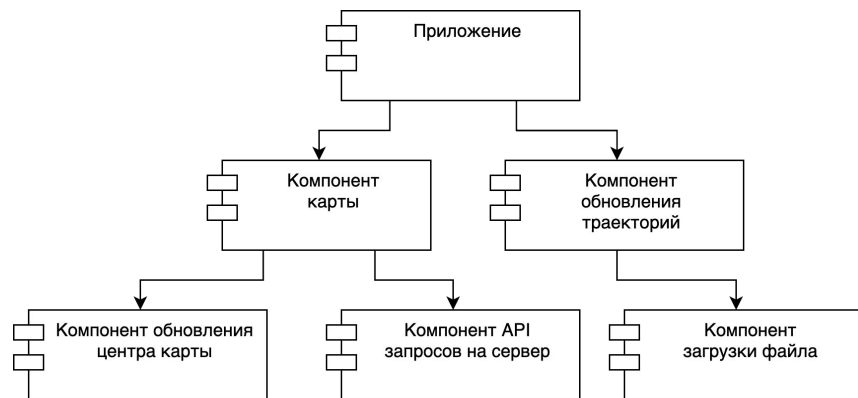 Приложение
Компонент
карты
Компонент
обновления
траекторий
Компонент обновления
центра карты
Компонент API
запросов на сервер
Компонент
загрузки файла